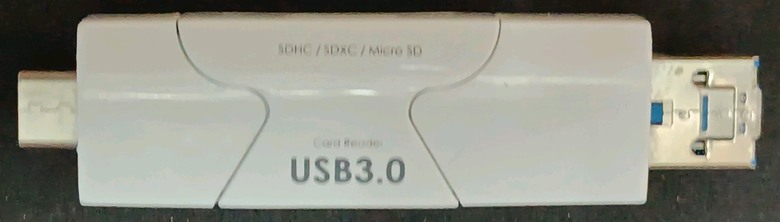 SDHC / SDXC / Micro SD
Card Reader
USB3.0